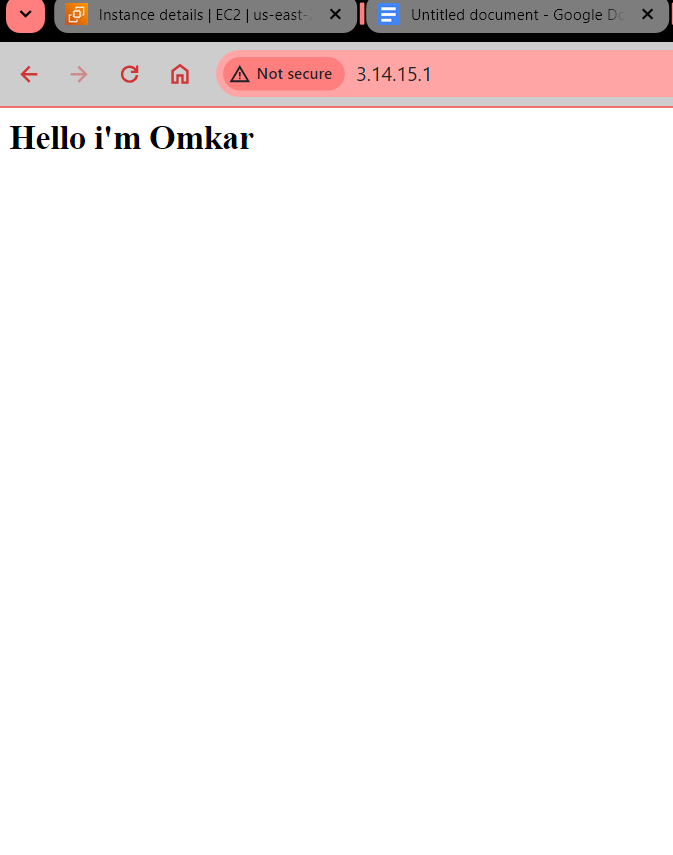 Instance details | EC2 | us-east-
Untitled document - Google Do
Not secure
3.14.15.1
Hello i'm Omkar